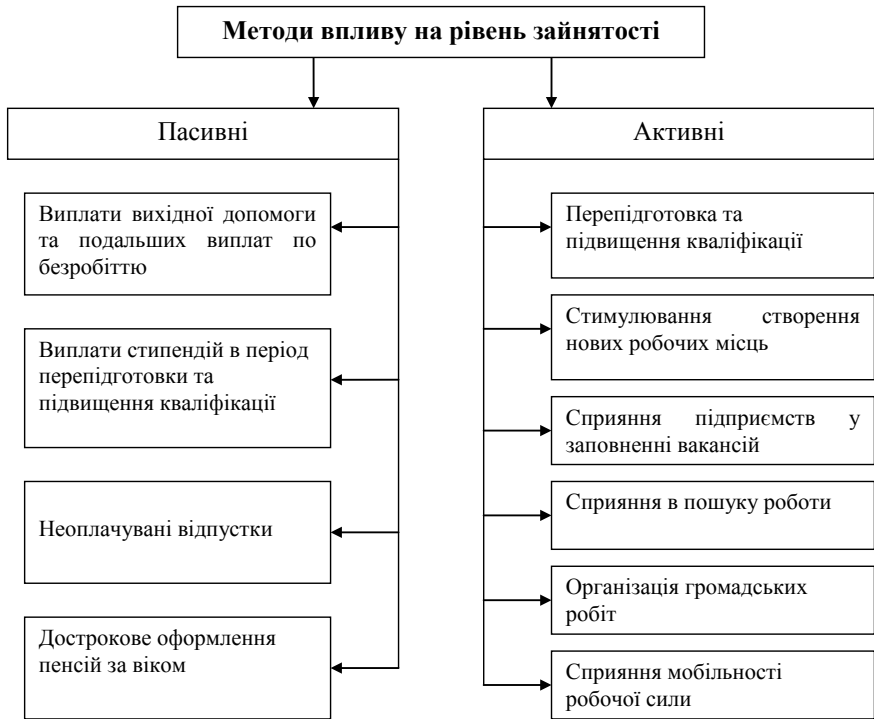 Методи впливу на рівень зайнятості
Пасивні
Виплати вихідної допомоги
та подальших виплат по
безробіттю
Виплати стипендій в період
перепідготовки та
підвищення кваліфікації
Неоплачувані відпустки
Дострокове оформлення
пенсій за віком
Активні
Перепідготовка та
підвищення кваліфікації
Стимулювання створення
нових робочих місць
Сприяння підприємств у
заповненні вакансій
Сприяння в пошуку роботи
Організація громадських
робіт
Сприяння мобільності
робочої сили